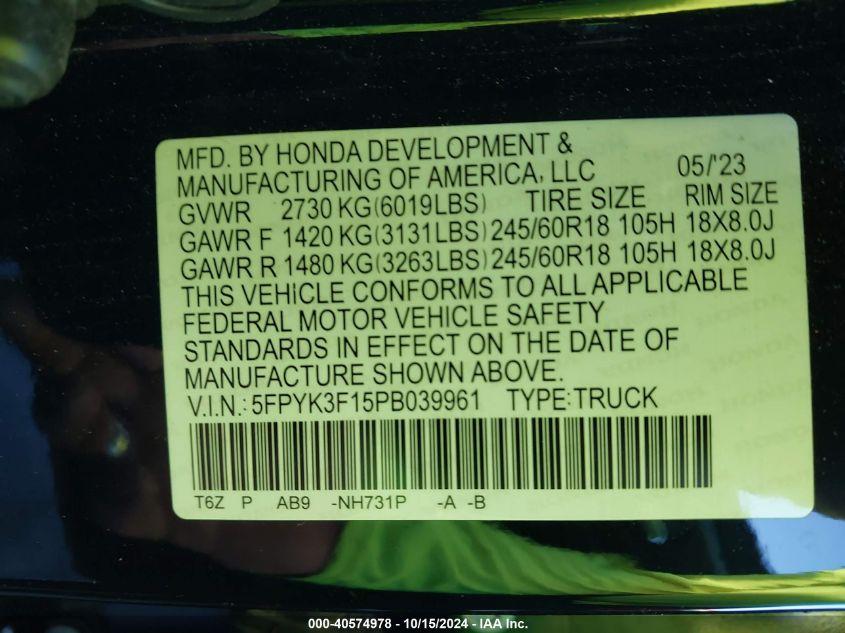 MFD. BY HONDA DEVELOPMENT &
MANUFACTURING OF AMERICA, LLC 05/'23
GVWR 2730 KG(6019LBS) TIRE SIZE RIM SIZE
GAWR F 1420 KG(3131LBS) 245/60R18 105H 18X8.0J
GAWR R 1480 KG(3263LBS) 245/60R18 105H 18X8.0J
THIS VEHICLE CONFORMS TO ALL APPLICABLE
FEDERAL MOTOR VEHICLE SAFETY
STANDARDS IN EFFECT ON THE DATE OF
MANUFACTURE SHOWN ABOVE.
V.I.N.: 5FPYK3F15PB039961 TYPE:TRUCK
T6Z P AB9 -NH731P -A -B
000-40574978 - 10/15/2024 - IAA Inc.